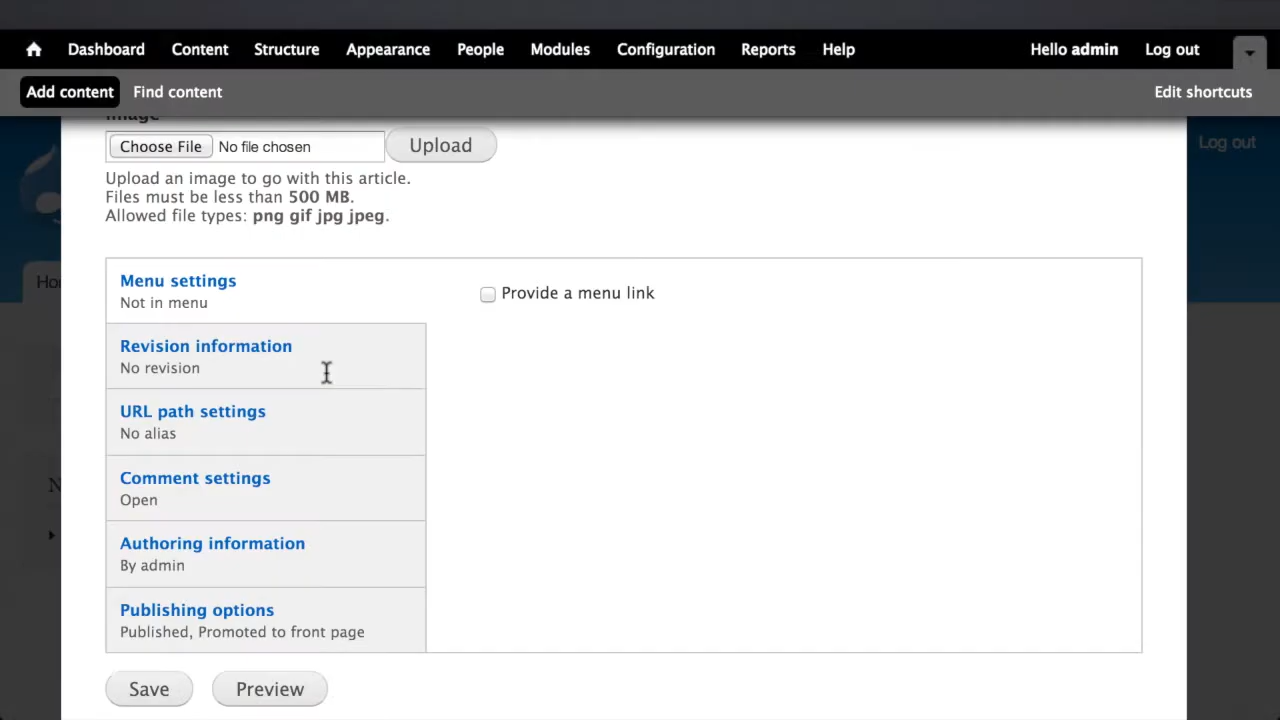 Dashboard Content Structure Appearance People Modules Configuration Reports Help Hello admin Log out
Add content Find content Edit shortcuts
Image
Log out
Choose File No file chosen Upload
Upload an image to go with this article.
Files must be less than 500 MB.
Allowed file types: png gif jpg jpeg.
Menu settings
Not in menu
Provide a menu link
Revision information
No revision
URL path settings
No alias
Comment settings
Open
Authoring information
By admin
Publishing options
Published, Promoted to front page
Save Preview